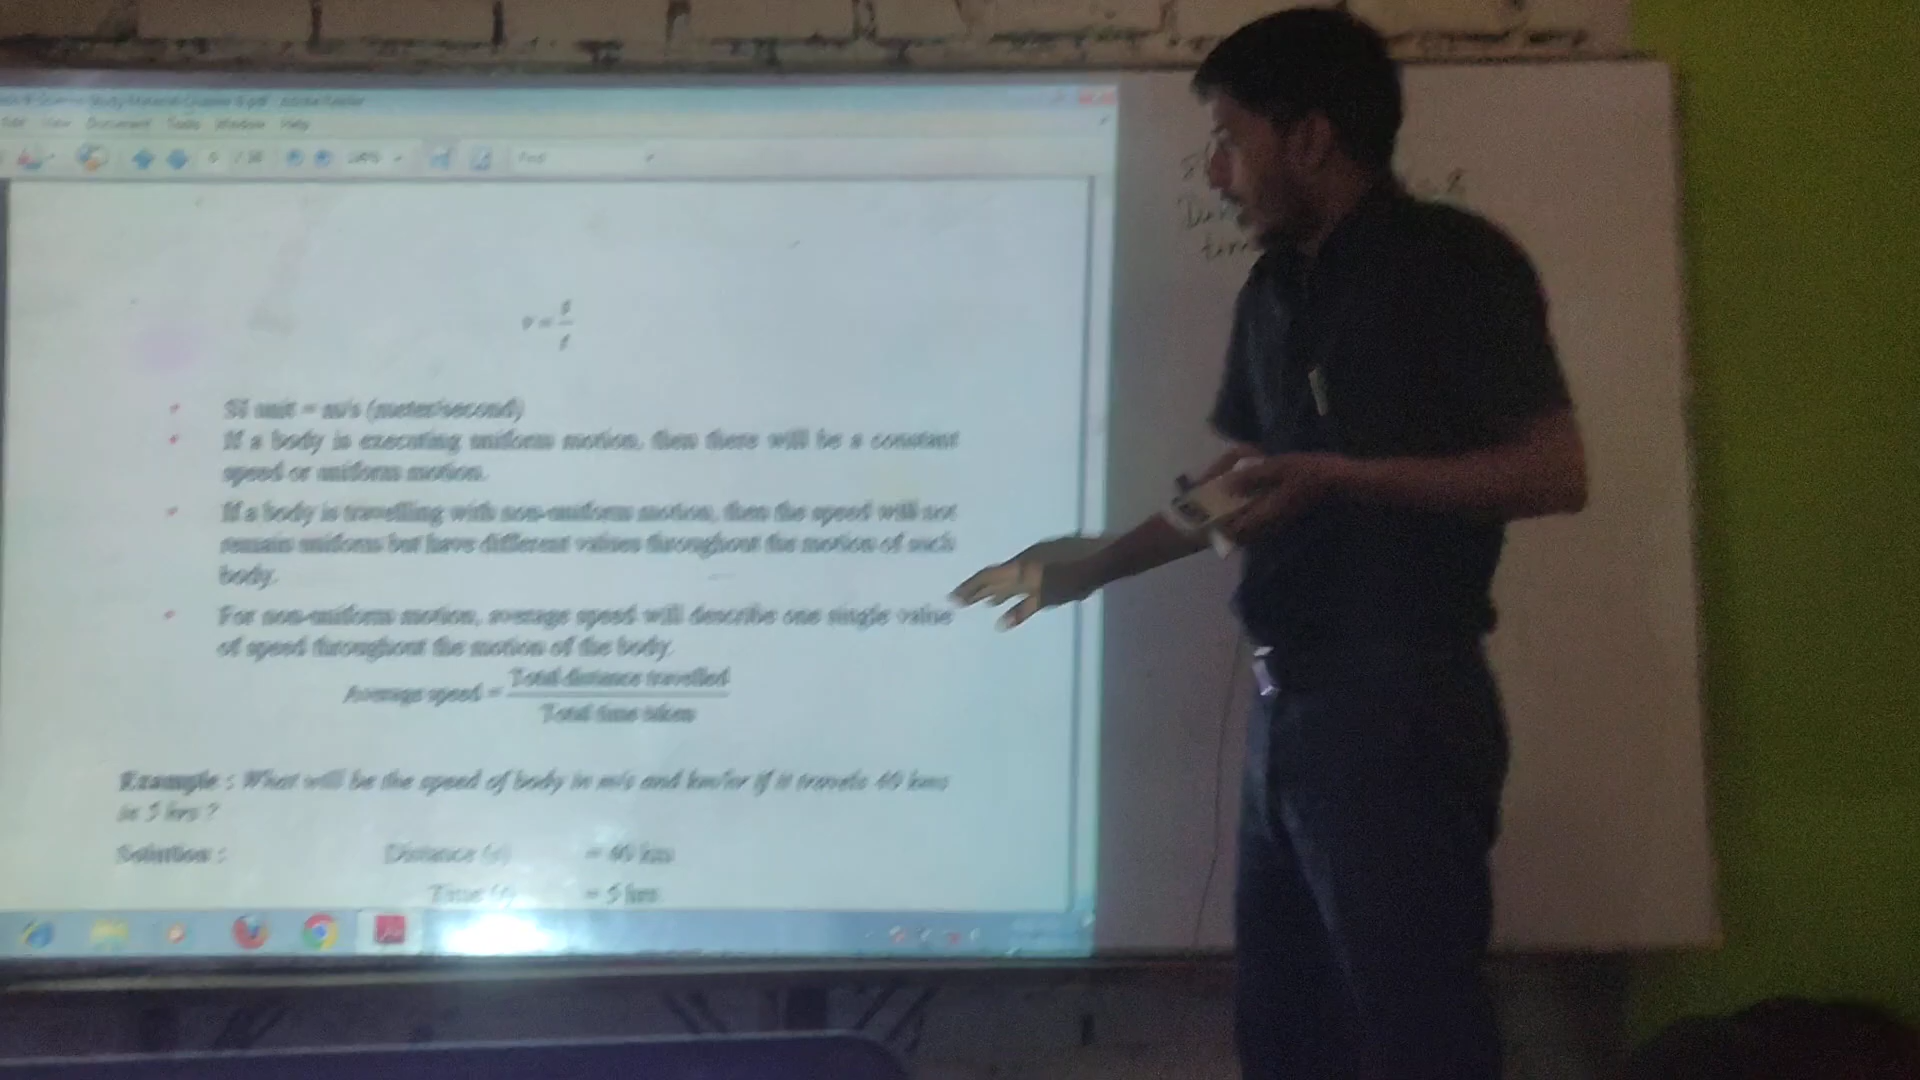 Document Tools Window Help
v = s
t
SI unit = m/s (meter/second)
If a body is executing uniform motion, then there will be a constant
speed or uniform motion.
If a body is travelling with non-uniform motion, then the speed will not
remain uniform but have different values throughout the motion of such
body.
For non-uniform motion, average speed will describe one single value
of speed throughout the motion of the body.
Average speed = Total distance travelled
Total time taken
Example : What will be the speed of body in m/s and km/hr if it travels 40 kms
in 5 hrs ?
Solution : Distance (s) = 40 km
Time (t) = 5 hrs